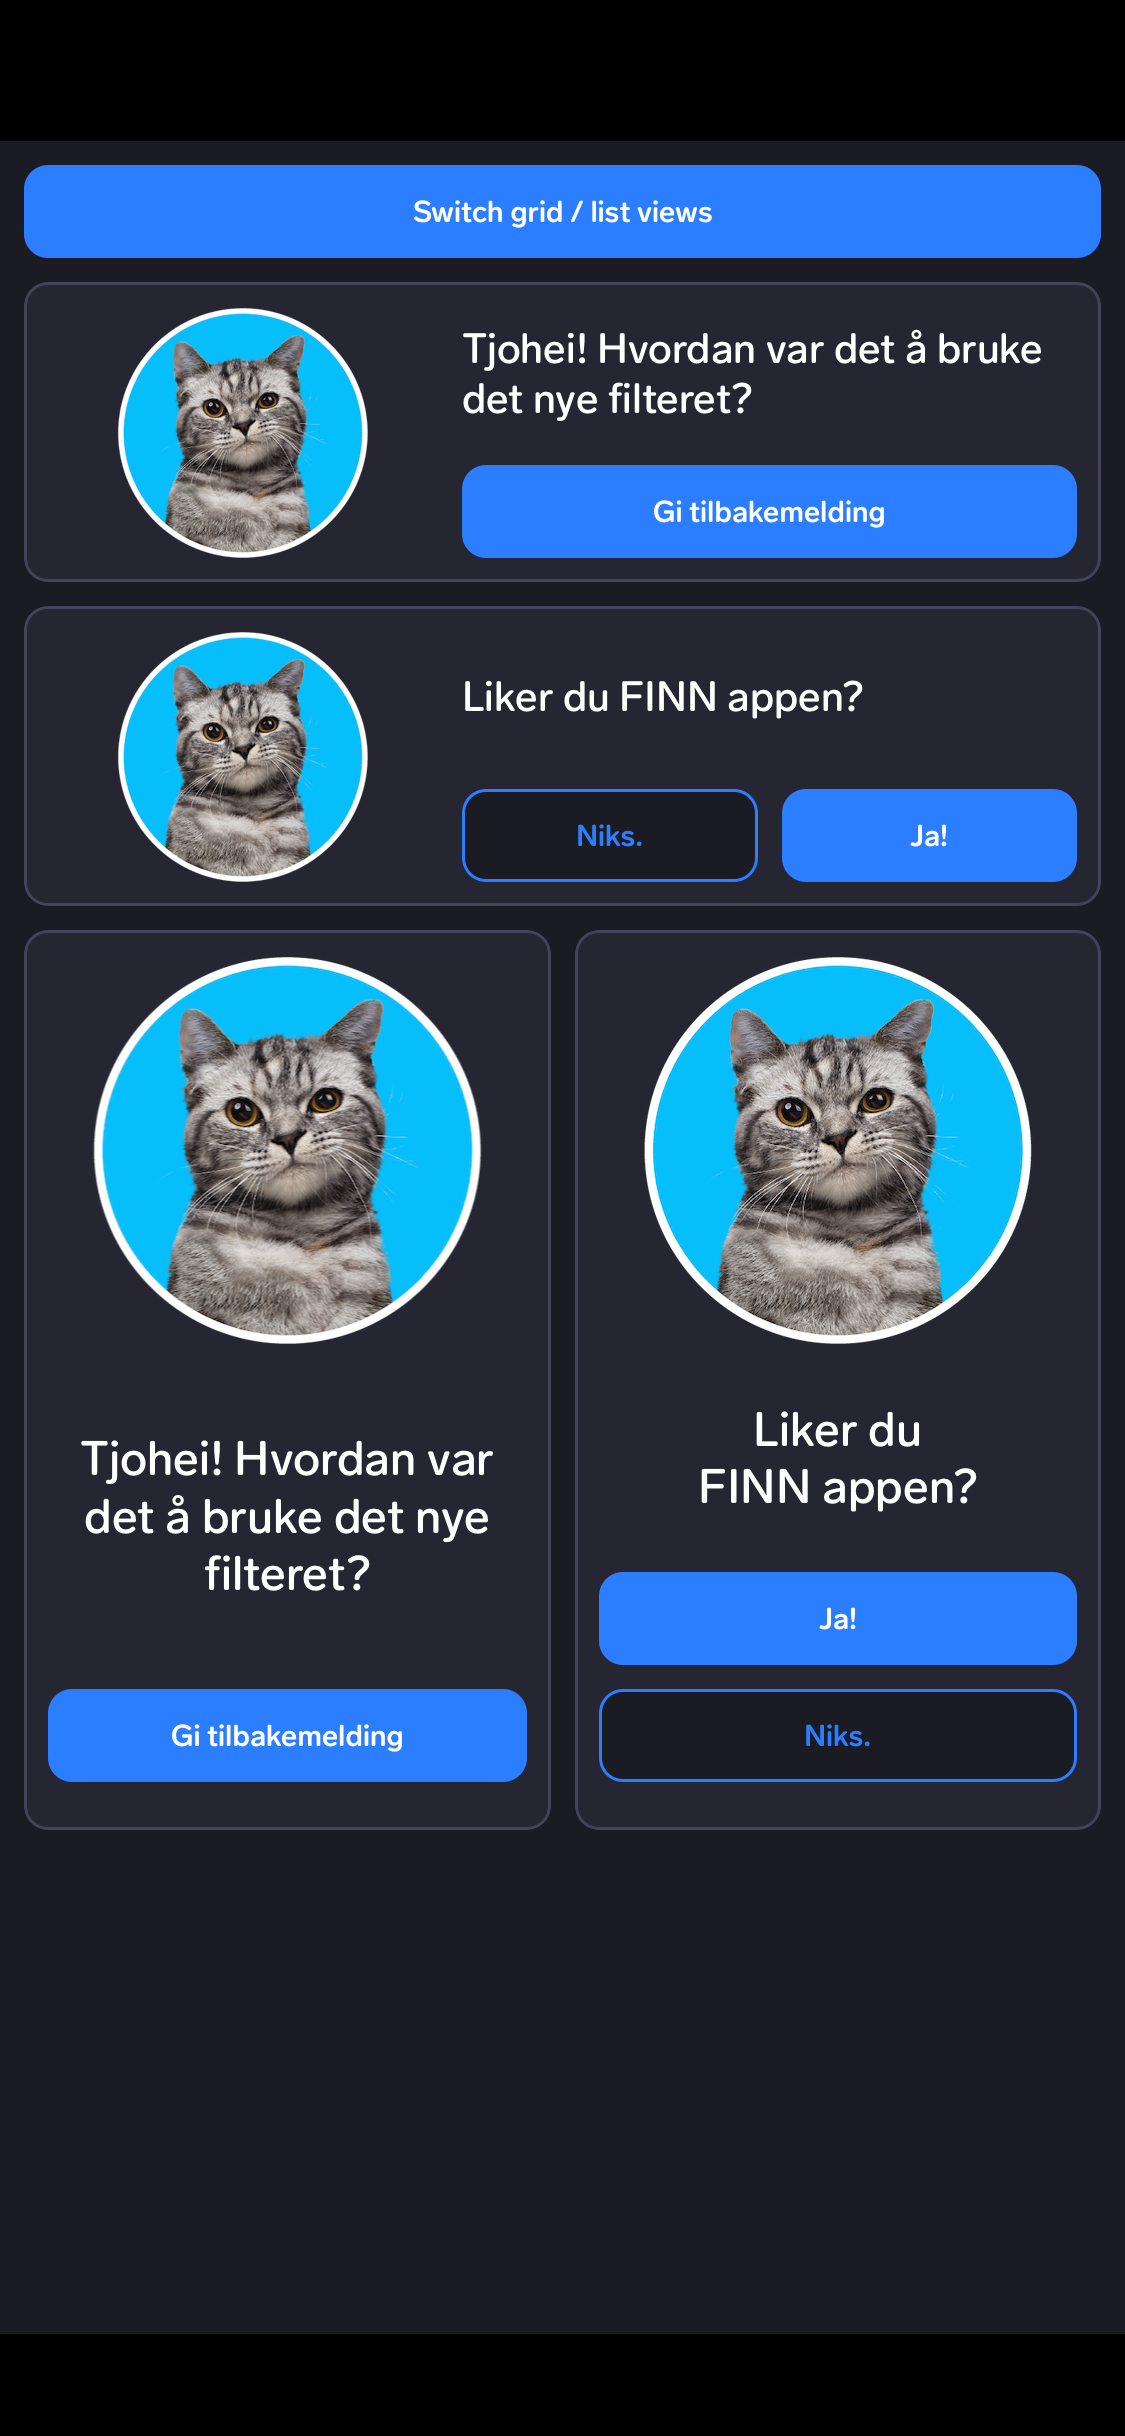 Switch grid / list views
Tjohei! Hvordan var det å bruke
det nye filteret?
Gi tilbakemelding
Liker du FINN appen?
Niks.
Ja!
Tjohei! Hvordan var
det å bruke det nye
filteret?
Gi tilbakemelding
Liker du
FINN appen?
Ja!
Niks.